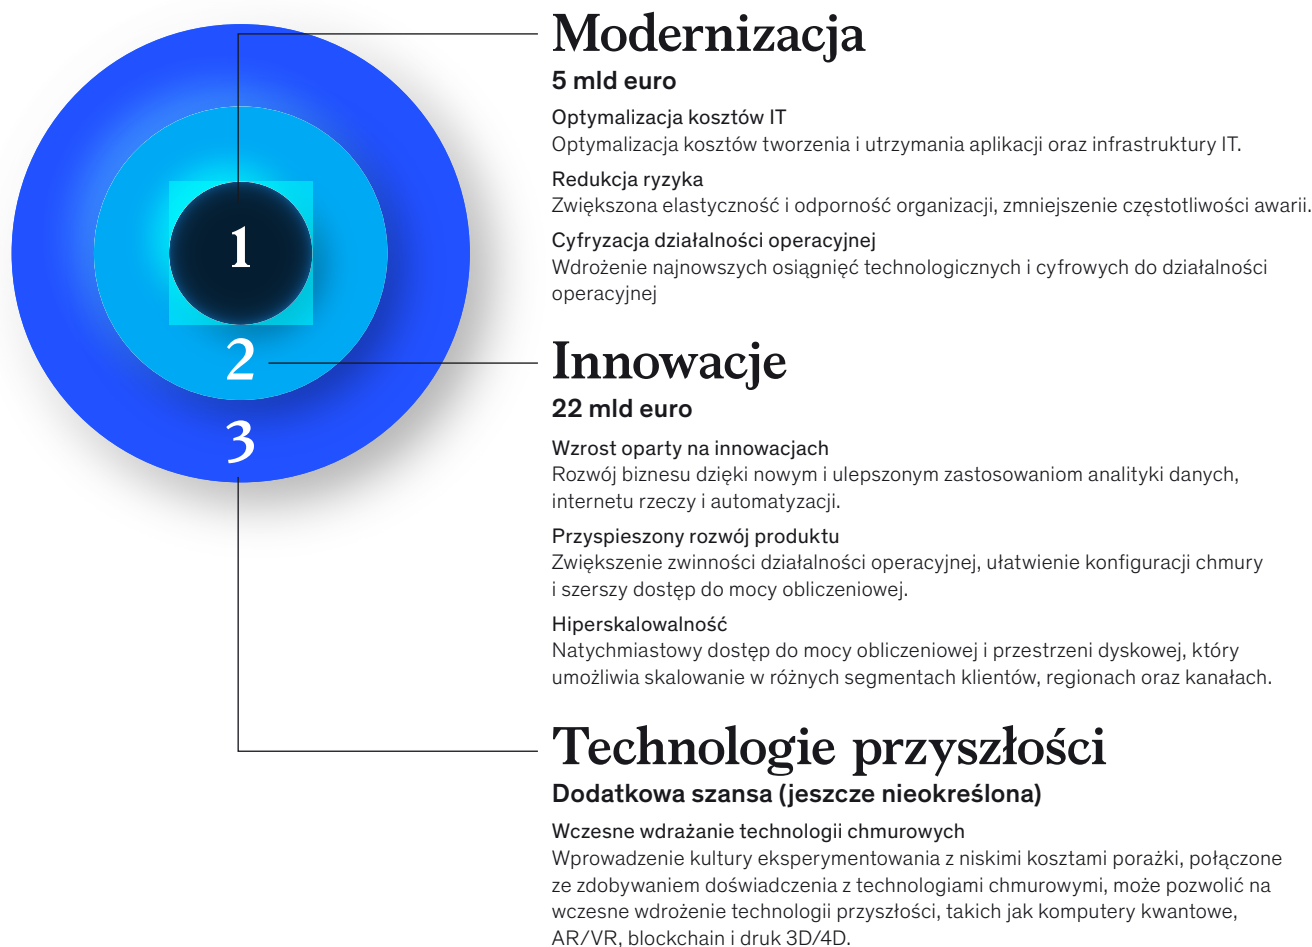 1
2
3
Modernizacja
5 mld euro
Optymalizacja kosztów IT
Optymalizacja kosztów tworzenia i utrzymania aplikacji oraz infrastruktury IT.
Redukcja ryzyka
Zwiększona elastyczność i odporność organizacji, zmniejszenie częstotliwości awarii.
Cyfryzacja działalności operacyjnej
Wdrożenie najnowszych osiągnięć technologicznych i cyfrowych do działalności
operacyjnej
Innowacje
22 mld euro
Wzrost oparty na innowacjach
Rozwój biznesu dzięki nowym i ulepszonym zastosowaniom analityki danych,
internetu rzeczy i automatyzacji.
Przyspieszony rozwój produktu
Zwiększenie zwinności działalności operacyjnej, ułatwienie konfiguracji chmury
i szerszy dostęp do mocy obliczeniowej.
Hiperskalowalność
Natychmiastowy dostęp do mocy obliczeniowej i przestrzeni dyskowej, który
umożliwia skalowanie w różnych segmentach klientów, regionach oraz kanałach.
Technologie przyszłości
Dodatkowa szansa (jeszcze nieokreślona)
Wczesne wdrażanie technologii chmurowych
Wprowadzenie kultury eksperymentowania z niskimi kosztami porażki, połączone
ze zdobywaniem doświadczenia z technologiami chmurowymi, może pozwolić na
wczesne wdrożenie technologii przyszłości, takich jak komputery kwantowe,
AR/VR, blockchain i druk 3D/4D.